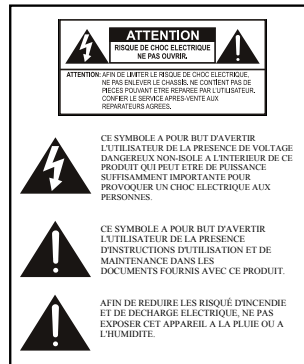 ATTENTION
RISQUE DE CHOC ELECTRIQUE
NE PAS OUVRIR.
ATTENTION: AFIN DE LIMITER LE RISQUE DE CHOC ELECTRIQUE,
NE PAS ENLEVER LE CHASSIS. NE CONTIENT PAS DE
PIECES POUVANT ETRE REPAREE PAR L'UTILISATEUR.
CONFIER LE SERVICE APRES-VENTE AUX
REPARATEURS AGREES.
CE SYMBOLE A POUR BUT D'AVERTIR
L'UTILISATEUR DE LA PRESENCE DE VOLTAGE
DANGEREUX NON-ISOLE A L'INTERIEUR DE CE
PRODUIT QUI PEUT ETRE DE PUISSANCE
SUFFISAMMENT IMPORTANTE POUR
PROVOQUER UN CHOC ELECTRIQUE AUX
PERSONNES.
CE SYMBOLE A POUR BUT D'AVERTIR
L'UTILISATEUR DE LA PRESENCE
D'INSTRUCTIONS D'UTILISATION ET DE
MAINTENANCE DANS LES
DOCUMENTS FOURNIS AVEC CE PRODUIT.
AFIN DE REDUIRE LES RISQUÉ D'INCENDIE
ET DE DECHARGE ELECTRIQUE, NE PAS
EXPOSER CET APPAREIL A LA PLUIE OU A
L'HUMIDITE.